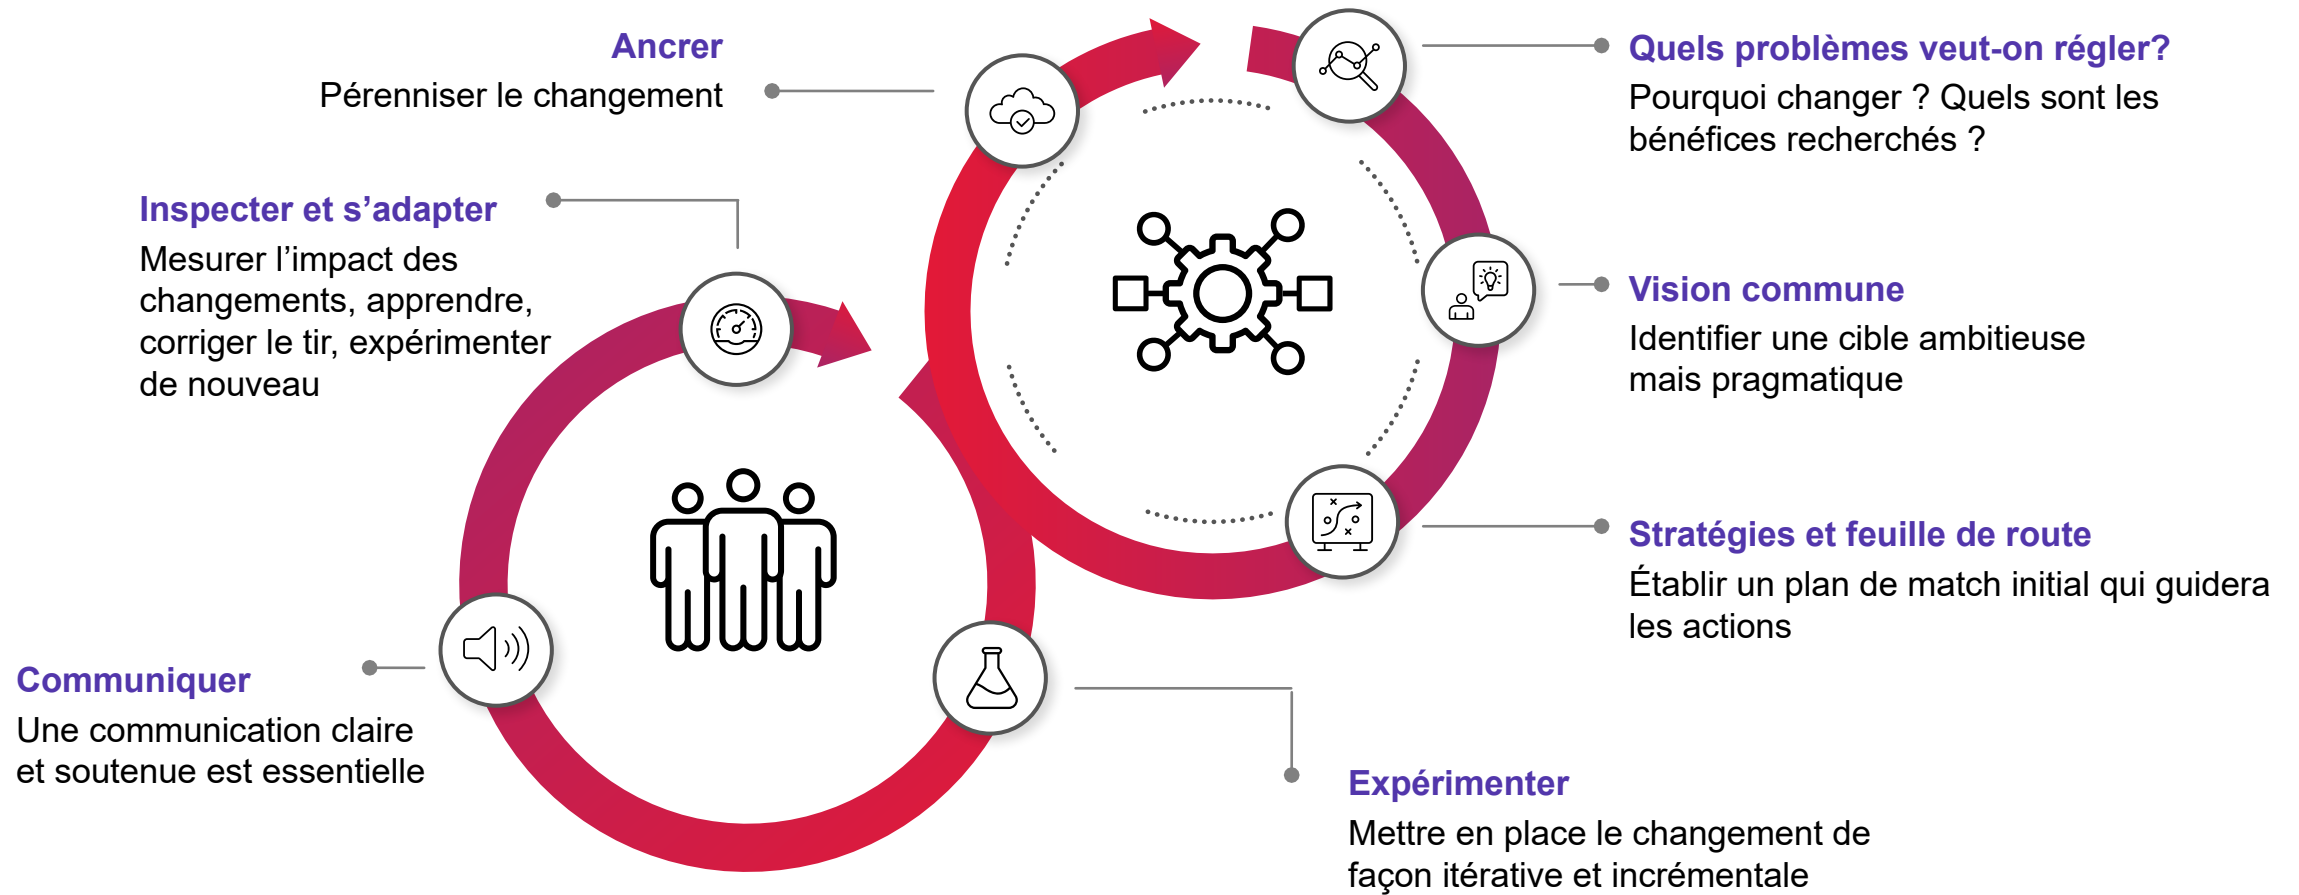 Ancrer
Pérenniser le changement
Quels problèmes veut-on régler?
Pourquoi changer ? Quels sont les
bénéfices recherchés ?
Inspecter et s’adapter
Mesurer l’impact des
changements, apprendre,
corriger le tir, expérimenter
de nouveau
Vision commune
Identifier une cible ambitieuse
mais pragmatique
Stratégies et feuille de route
Établir un plan de match initial qui guidera
les actions
Communiquer
Une communication claire
et soutenue est essentielle
Expérimenter
Mettre en place le changement de
façon itérative et incrémentale